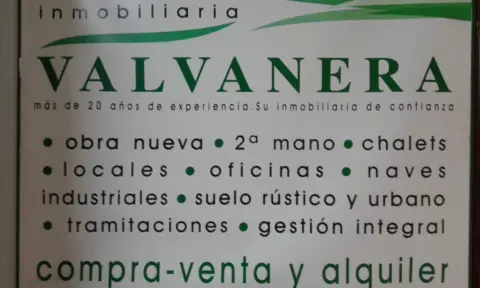 inmobiliaria
VALVANERA
más de 20 años de experiencia.Su inmobiliaria de confianza
• obra nueva • 2ª mano • chalets
• locales • oficinas • naves
industriales • suelo rústico y urbano
• tramitaciones • gestión integral
compra-venta y alquiler